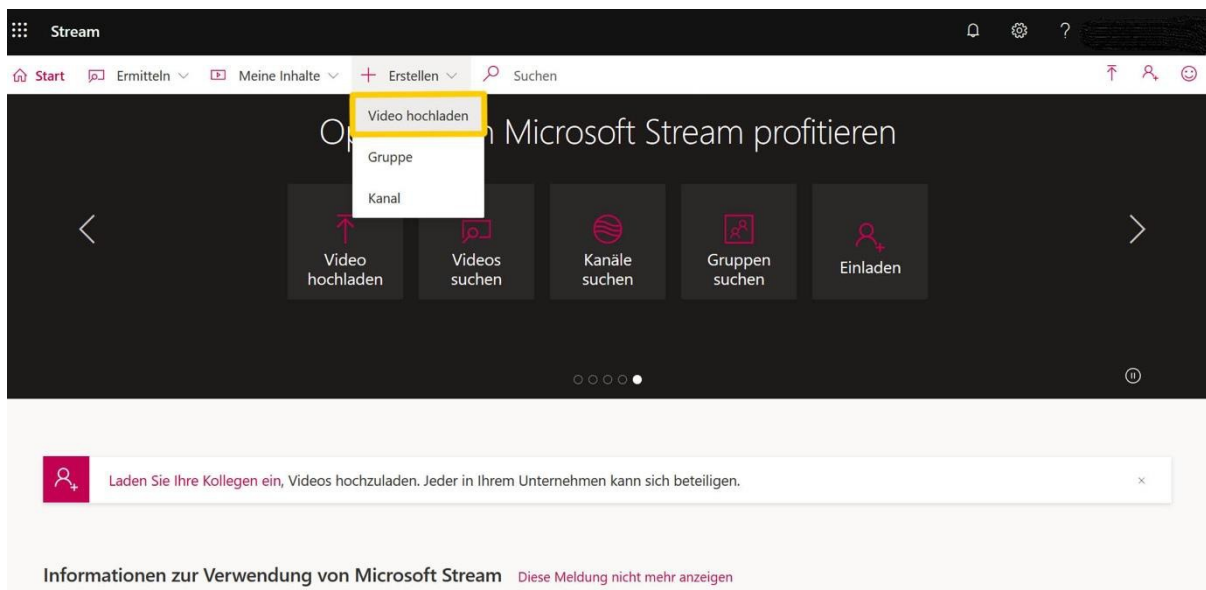 Stream
?
Start Ermitteln Meine Inhalte Erstellen Suchen
Video hochladen
Gruppe
Kanal
Microsoft Stream profitieren
Video
hochladen
Videos
suchen
Kanäle
suchen
Gruppen
suchen
Einladen
Laden Sie Ihre Kollegen ein, Videos hochzuladen. Jeder in Ihrem Unternehmen kann sich beteiligen.
Informationen zur Verwendung von Microsoft Stream Diese Meldung nicht mehr anzeigen